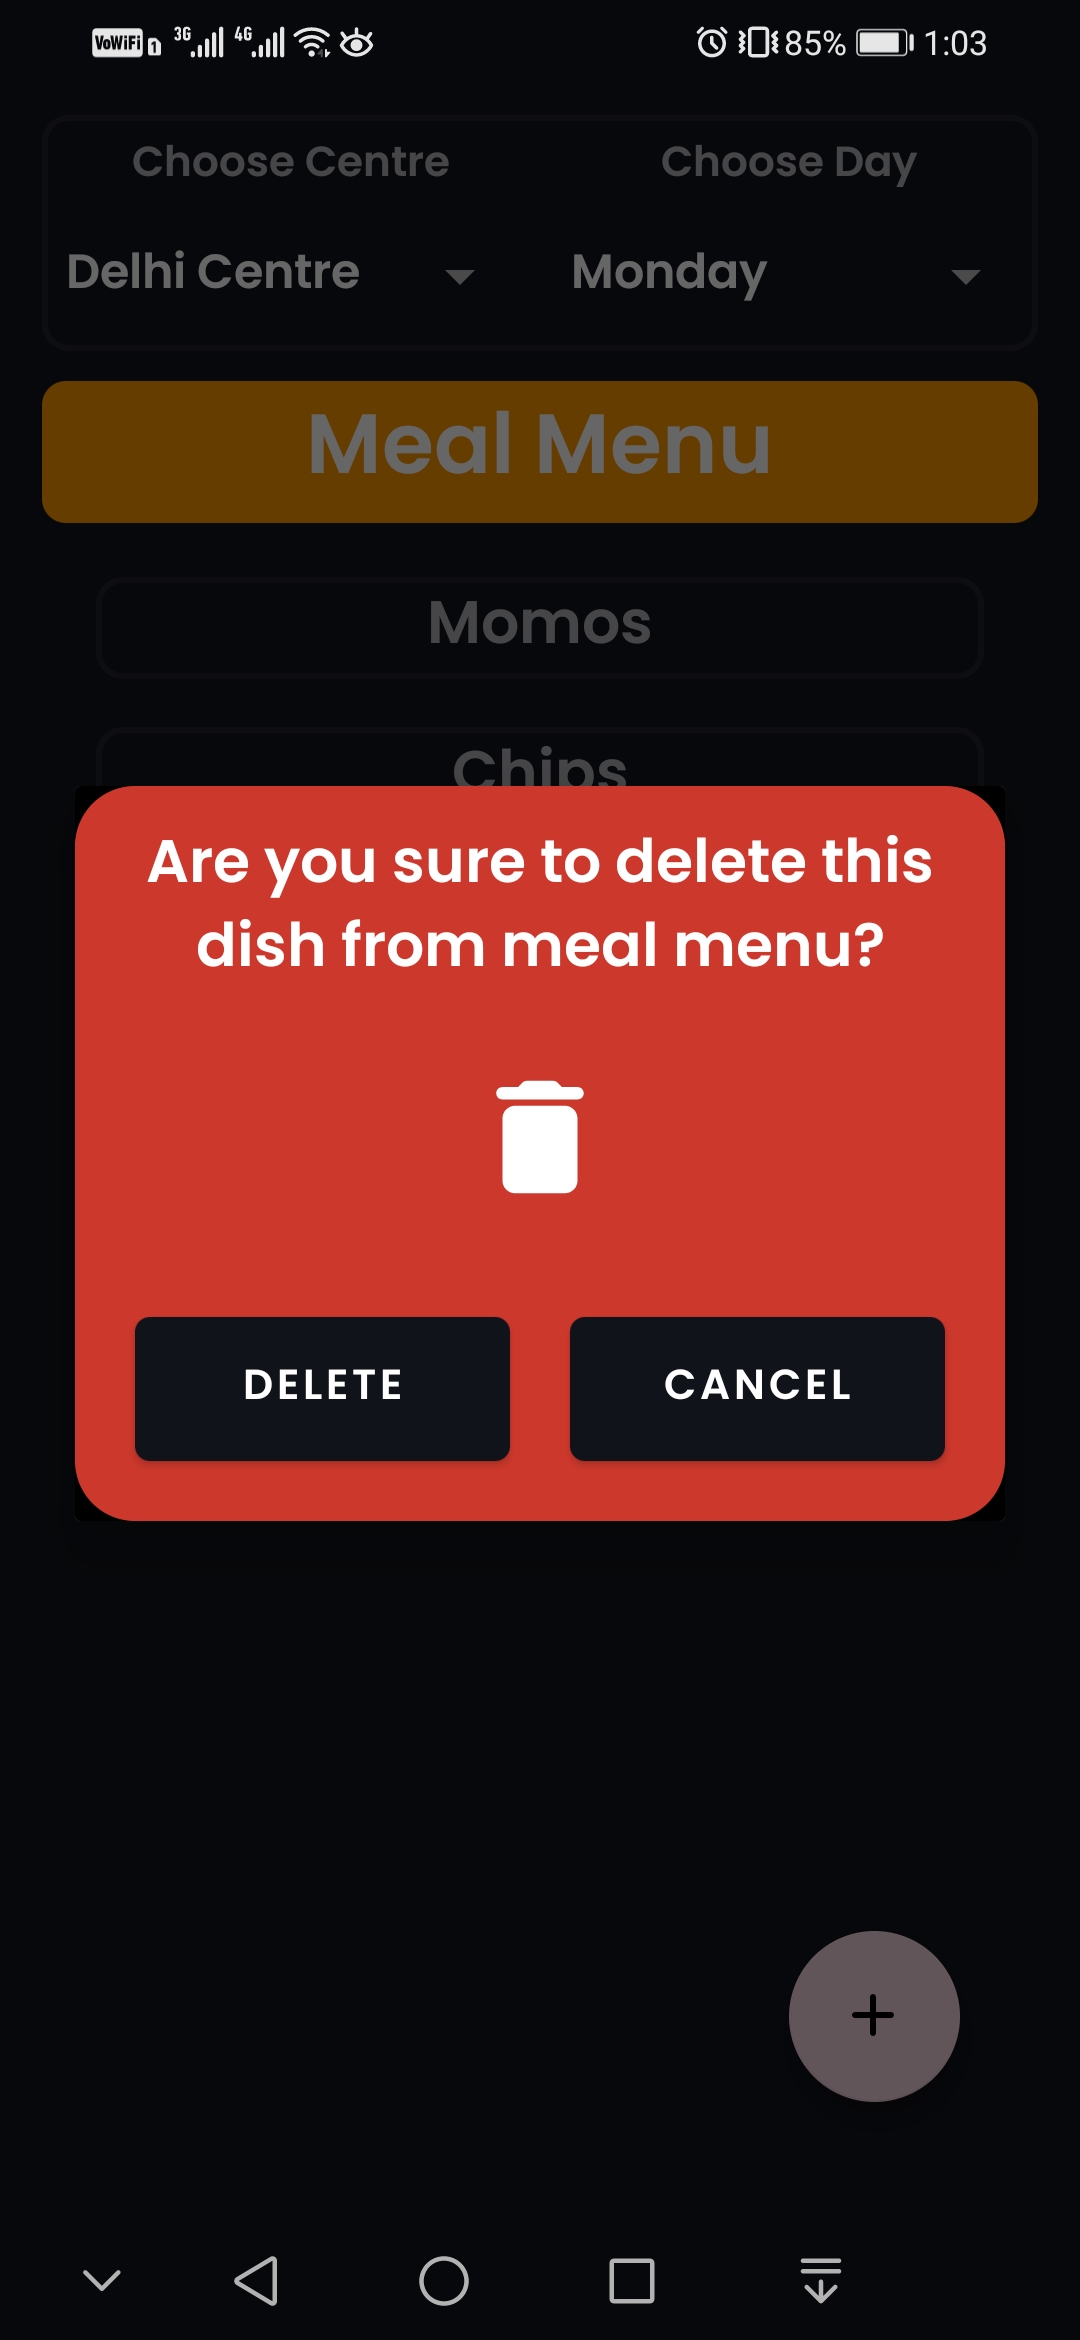 VoWiFi 1 3G 4G 85% 1:03
Choose Centre Choose Day
Delhi Centre Monday
Meal Menu
Momos
Chips
Are you sure to delete this
dish from meal menu?
DELETE CANCEL